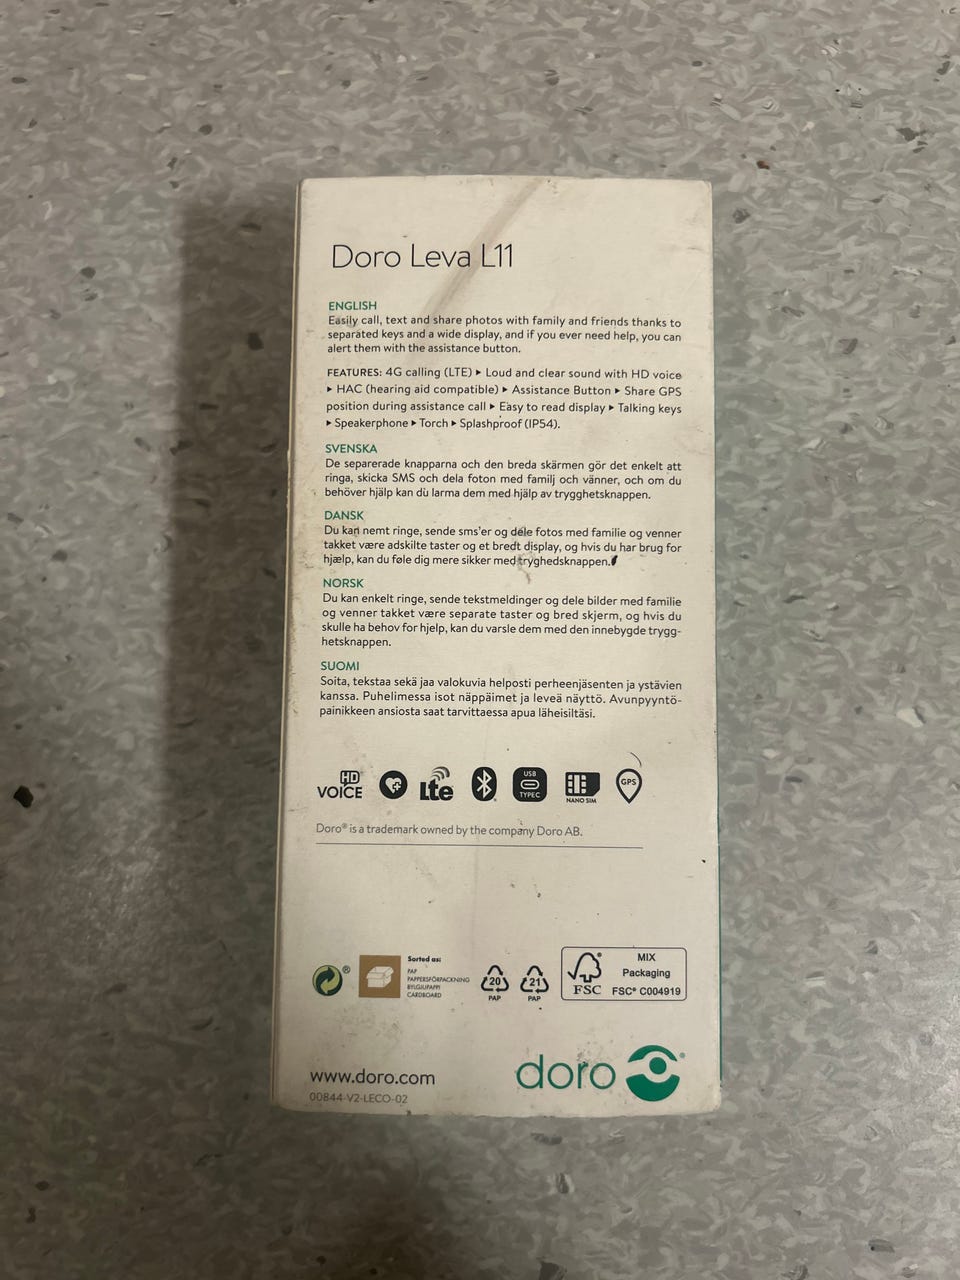 Doro Leva L11
ENGLISH
Easily call, text and share photos with family and friends thanks to
separated keys and a wide display, and if you ever need help, you can
alert them with the assistance button.
FEATURES: 4G calling (LTE) ▸ Loud and clear sound with HD voice
▸ HAC (hearing aid compatible) ▸ Assistance Button ▸ Share GPS
position during assistance call ▸ Easy to read display ▸ Talking keys
▸ Speakerphone ▸ Torch ▸ Splashproof (IP54).
SVENSKA
De separerade knapparna och den breda skärmen gör det enkelt att
ringa, skicka SMS och dela foton med familj och vänner, och om du
behöver hjälp kan du larma dem med hjälp av trygghetsknappen.
DANSK
Du kan nemt ringe, sende sms'er og dele fotos med familie og venner
takket være adskilte taster og et bredt display, og hvis du har brug for
hjælp, kan du føle dig mere sikker med tryghedsknappen.
NORSK
Du kan enkelt ringe, sende tekstmeldinger og dele bilder med familie
og venner takket være separate taster og bred skjerm, og hvis du
skulle ha behov for hjelp, kan du varsle dem med den innebygde trygg-
hetsknappen.
SUOMI
Soita, tekstaa sekä jaa valokuvia helposti perheenjäsenten ja ystävien
kanssa. Puhelimessa isot näppäimet ja leveä näyttö. Avunpyyntö-
painikkeen ansiosta saat tarvittaessa apua läheisiltäsi.
HD
VOICE
Lte
USB
TYPEC
NANO SIM
GPS
Doro® is a trademark owned by the company Doro AB.
®
Sorted as:
PAP
PAPPERSFÖRPACKNING
BYLGJUPAPPI
CARDBOARD
20
PAP
21
PAP
FSC
MIX
Packaging
FSC® C004919
www.doro.com
00844-V2-LECO-02
doro®